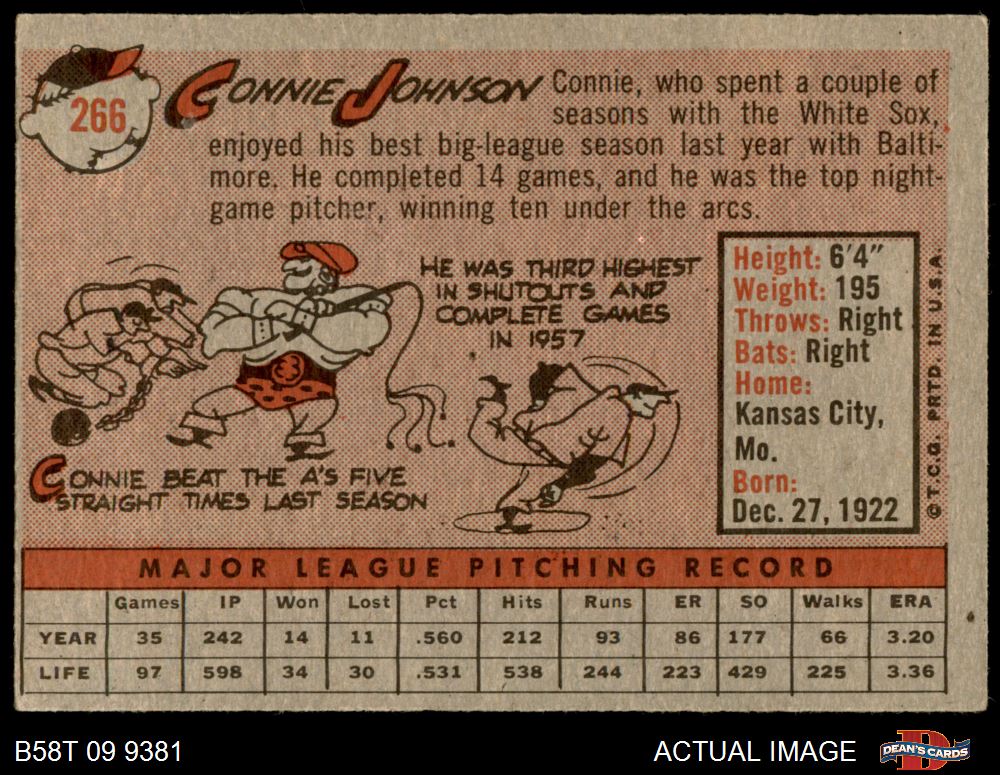 266
CONNIE JOHNSON
Connie, who spent a couple of
seasons with the White Sox,
enjoyed his best big-league season last year with Balti-
more. He completed 14 games, and he was the top night-
game pitcher, winning ten under the arcs.
HE WAS THIRD HIGHEST
IN SHUTOUTS AND
COMPLETE GAMES
IN 1957
CONNIE BEAT THE A'S FIVE
STRAIGHT TIMES LAST SEASON
Height: 6'4"
Weight: 195
Throws: Right
Bats: Right
Home:
Kansas City,
Mo.
Born:
Dec. 27, 1922
© T.C.G. PRTD. IN U.S.A.
MAJOR LEAGUE PITCHING RECORD
Games IP Won Lost Pct Hits Runs ER SO Walks ERA
YEAR 35 242 14 11 .560 212 93 86 177 66 3.20
LIFE 97 598 34 30 .531 538 244 223 429 225 3.36
B58T 09 9381
ACTUAL IMAGE
DEAN'S CARDS